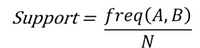 Support = freq(A, B) / N